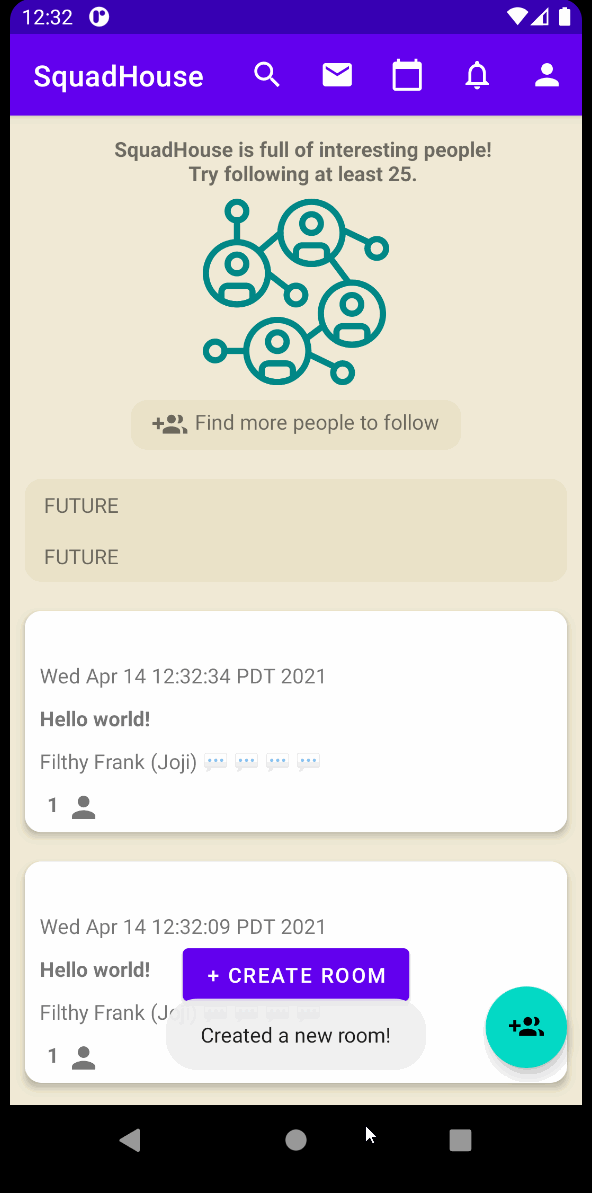 12:32
SquadHouse
SquadHouse is full of interesting people!
Try following at least 25.
Find more people to follow
FUTURE
FUTURE
Wed Apr 14 12:32:34 PDT 2021
Hello world!
Filthy Frank (Joji) 💬 💬 💬 💬
1
Wed Apr 14 12:32:09 PDT 2021
Hello world!
+ CREATE ROOM
Filthy Frank (Joji) 💬 💬 💬 💬
Created a new room!
1